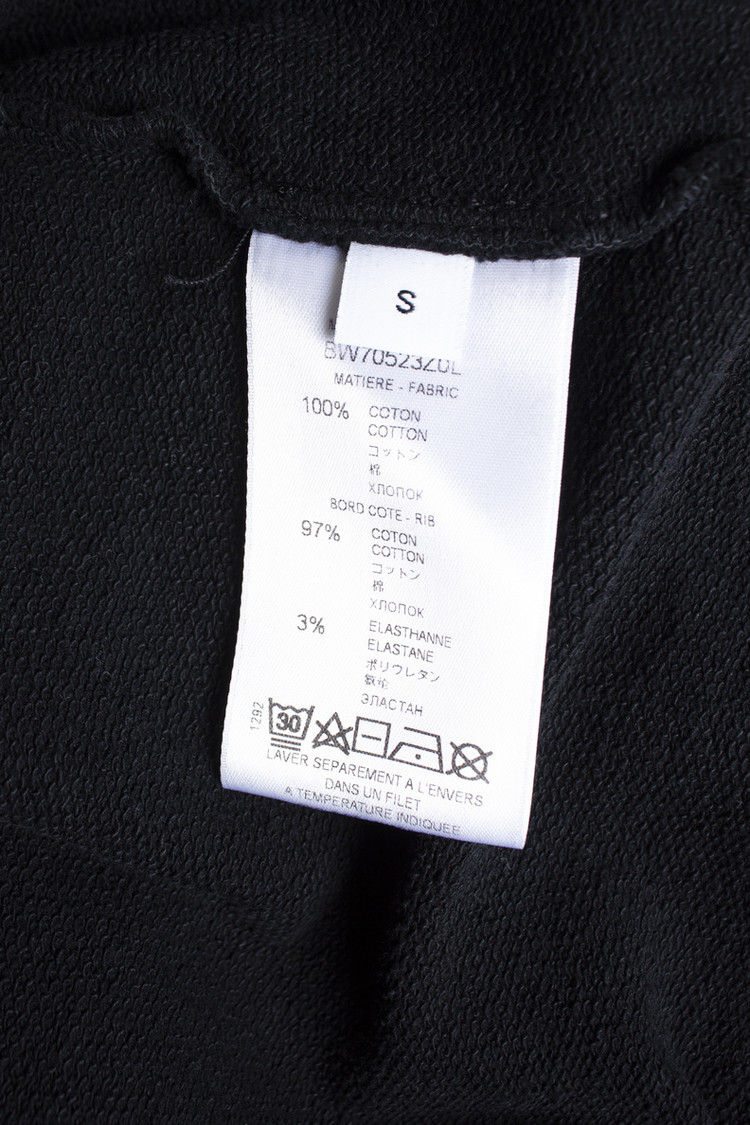 S
BW70523Z0L
MATIERE - FABRIC
100% COTON
COTTON
コットン
棉
ХЛОПОК
BORD COTE - RIB
97% COTON
COTTON
コットン
棉
ХЛОПОК
3% ELASTHANNE
ELASTANE
ポリウレタン
ЭЛАСТАН
1292
30
LAVER SEPAREMENT A L'ENVERS
DANS UN FILET
A TEMPERATURE INDIQUEE